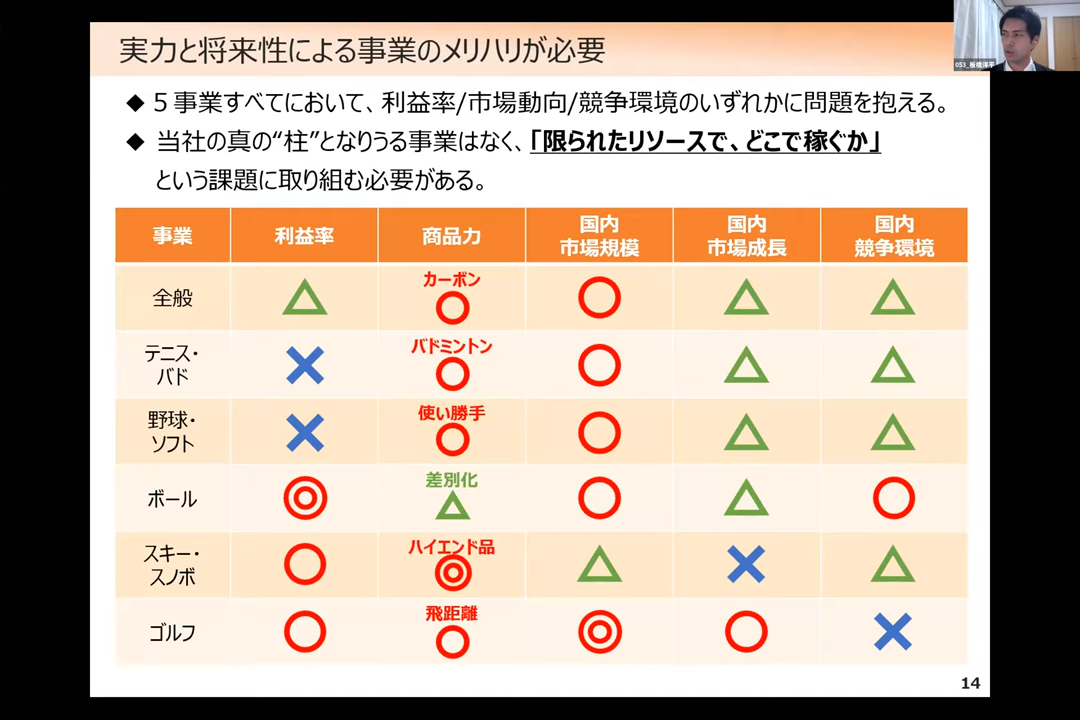 実力と将来性による事業のメリハリが必要
053_板橋洋平
◆ 5事業すべてにおいて、利益率/市場動向/競争環境のいずれかに問題を抱える。
◆ 当社の真の“柱”となりうる事業はなく、「限られたリソースで、どこで稼ぐか」
という課題に取り組む必要がある。
事業 利益率 商品力 国内市場規模 国内市場成長 国内競争環境
全般 △ カーボン ○ ○ △ △
テニス・バド × バドミントン ○ ○ △ △
野球・ソフト × 使い勝手 ○ ○ △ △
ボール ◎ 差別化 △ ○ △ ○
スキー・スノボ ○ ハイエンド品 ◎ △ × △
ゴルフ ○ 飛距離 ○ ◎ ○ ×
14